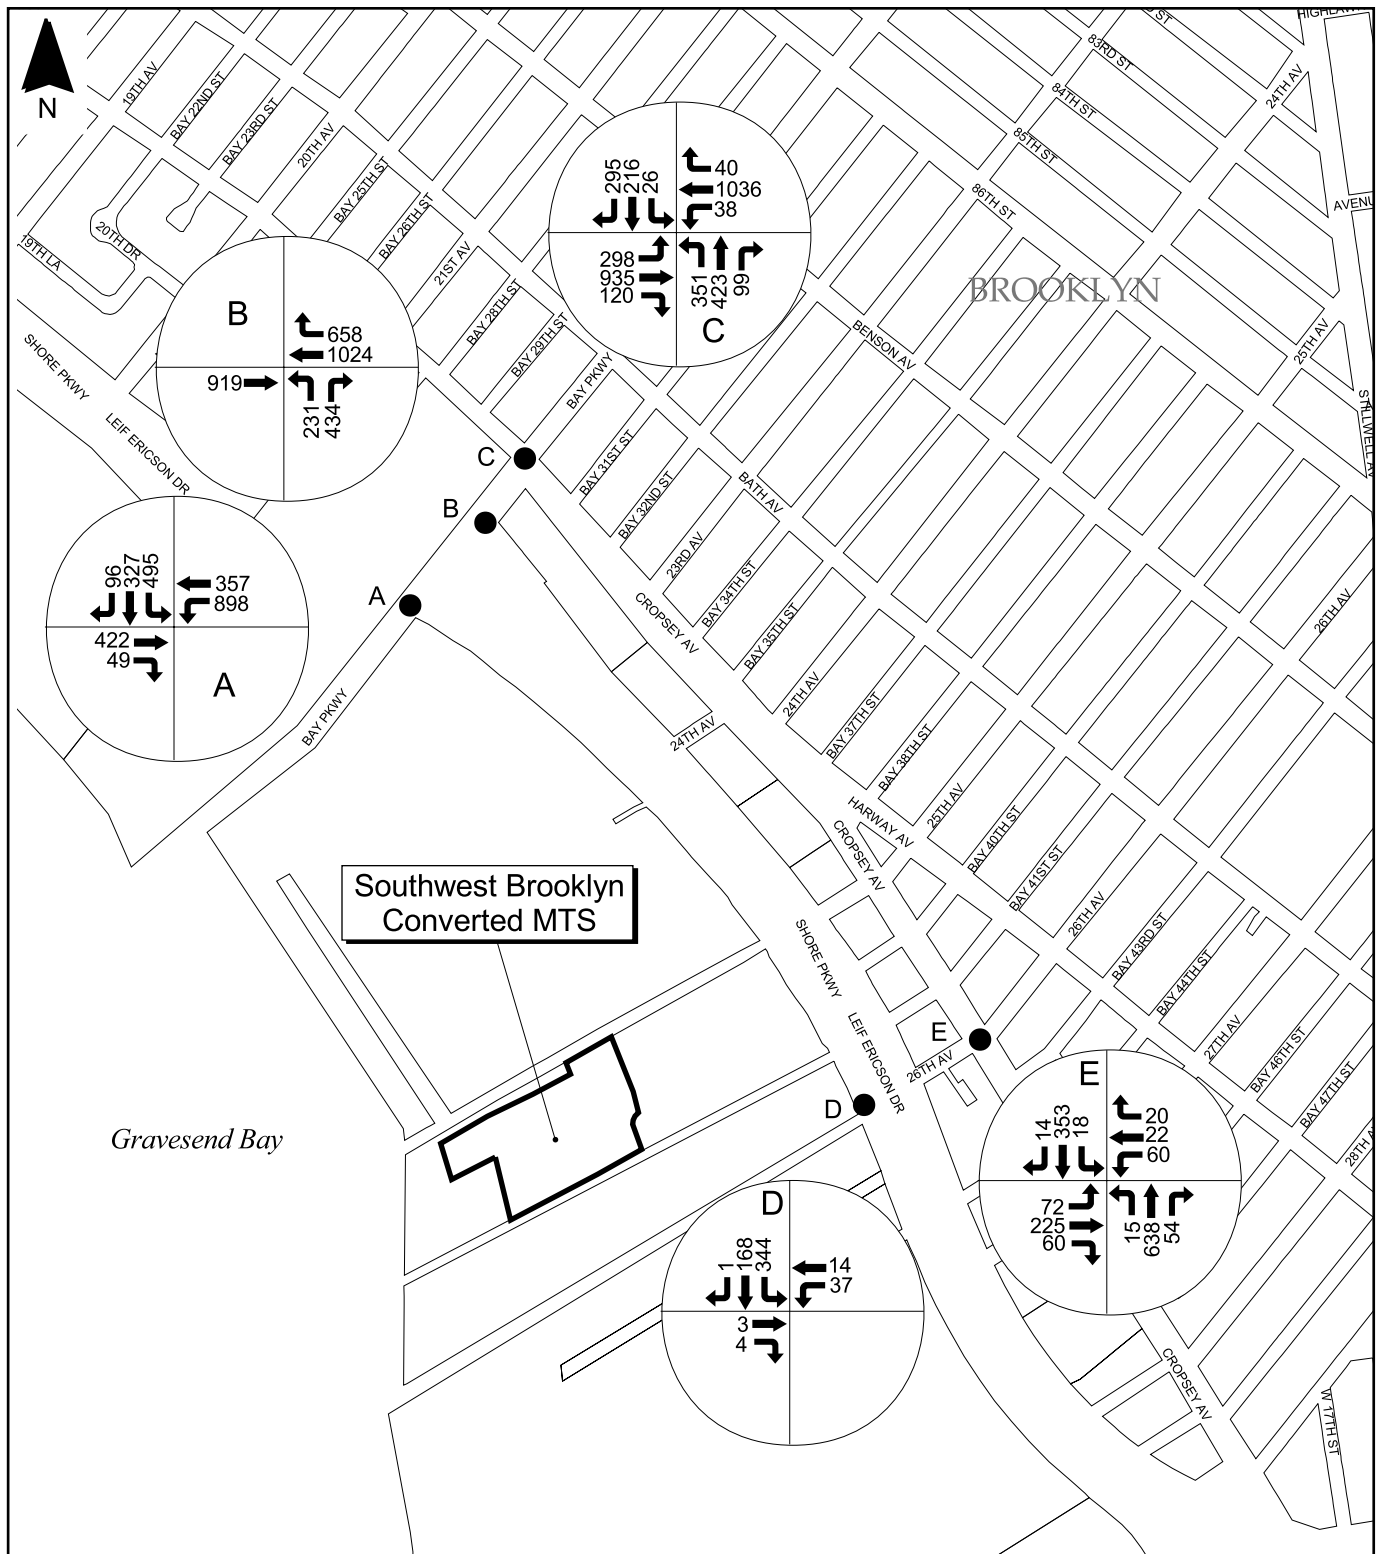 N
19TH AV
BAY 22ND ST
BAY 23RD ST
20TH AV
BAY 25TH ST
BAY 26TH ST
21ST AV
BAY 28TH ST
BAY 29TH ST
BAY PKWY
BAY 31ST ST
BAY 32ND ST
23RD AV
BAY 34TH ST
BAY 35TH ST
24TH AV
BAY 37TH ST
BAY 38TH ST
25TH AV
BAY 40TH ST
BAY 41ST ST
26TH AV
BAY 43RD ST
BAY 44TH ST
27TH AV
BAY 46TH ST
BAY 47TH ST
28TH AV
19TH LA
20TH DR
SHORE PKWY
LEIF ERICSON DR
83RD ST
84TH ST
85TH ST
86TH ST
24TH AV
25TH AV
26TH AV
STILLWELL AV
BROOKLYN
BENSON AV
BATH AV
CROPSEY AV
HARWAY AV
CROPSEY AV
24TH AV
BAY PKWY
SHORE PKWY
LEIF ERICSON DR
26TH AV
CROPSEY AV
W 17TH ST
C
295
216
26
40
1036
38
298
935
120
351
423
99
B
658
1024
919
231
434
A
96
327
495
357
898
422
49
C
B
A
E
D
E
14
353
18
20
22
60
72
225
60
15
638
54
D
1
168
344
14
37
3
4
Southwest Brooklyn
Converted MTS
Gravesend Bay